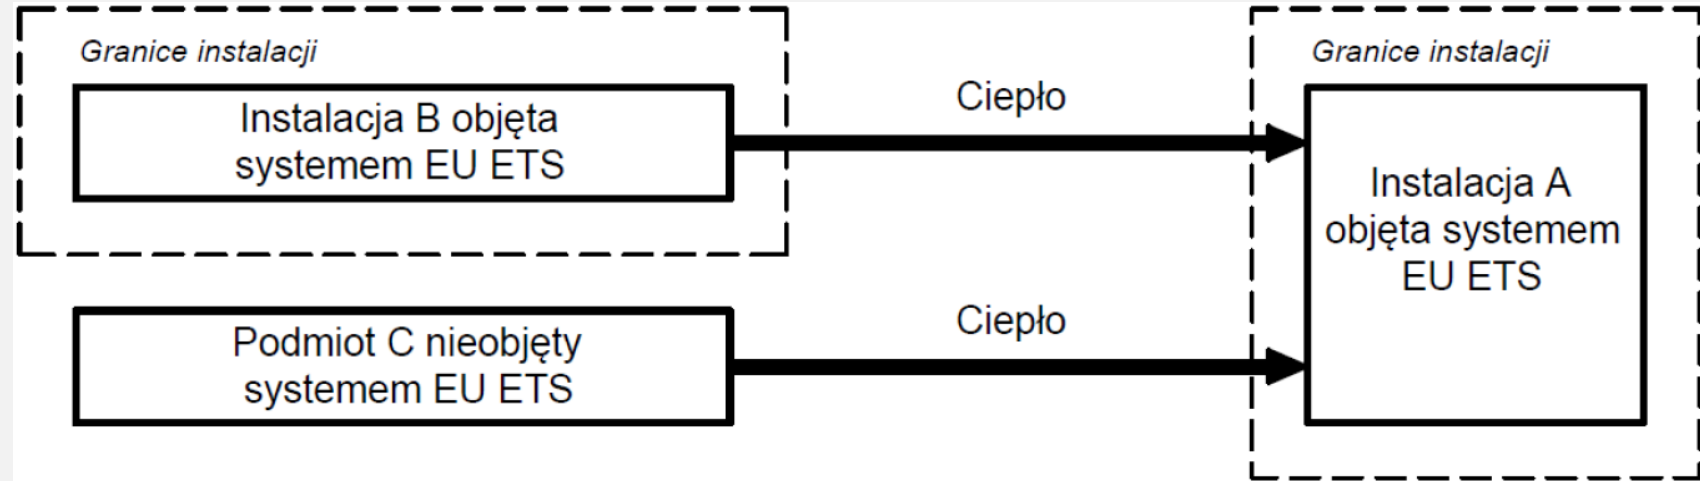 Granice instalacji
Instalacja B objęta
systemem EU ETS
Ciepło
Granice instalacji
Instalacja A
objęta systemem
EU ETS
Podmiot C nieobjęty
systemem EU ETS
Ciepło